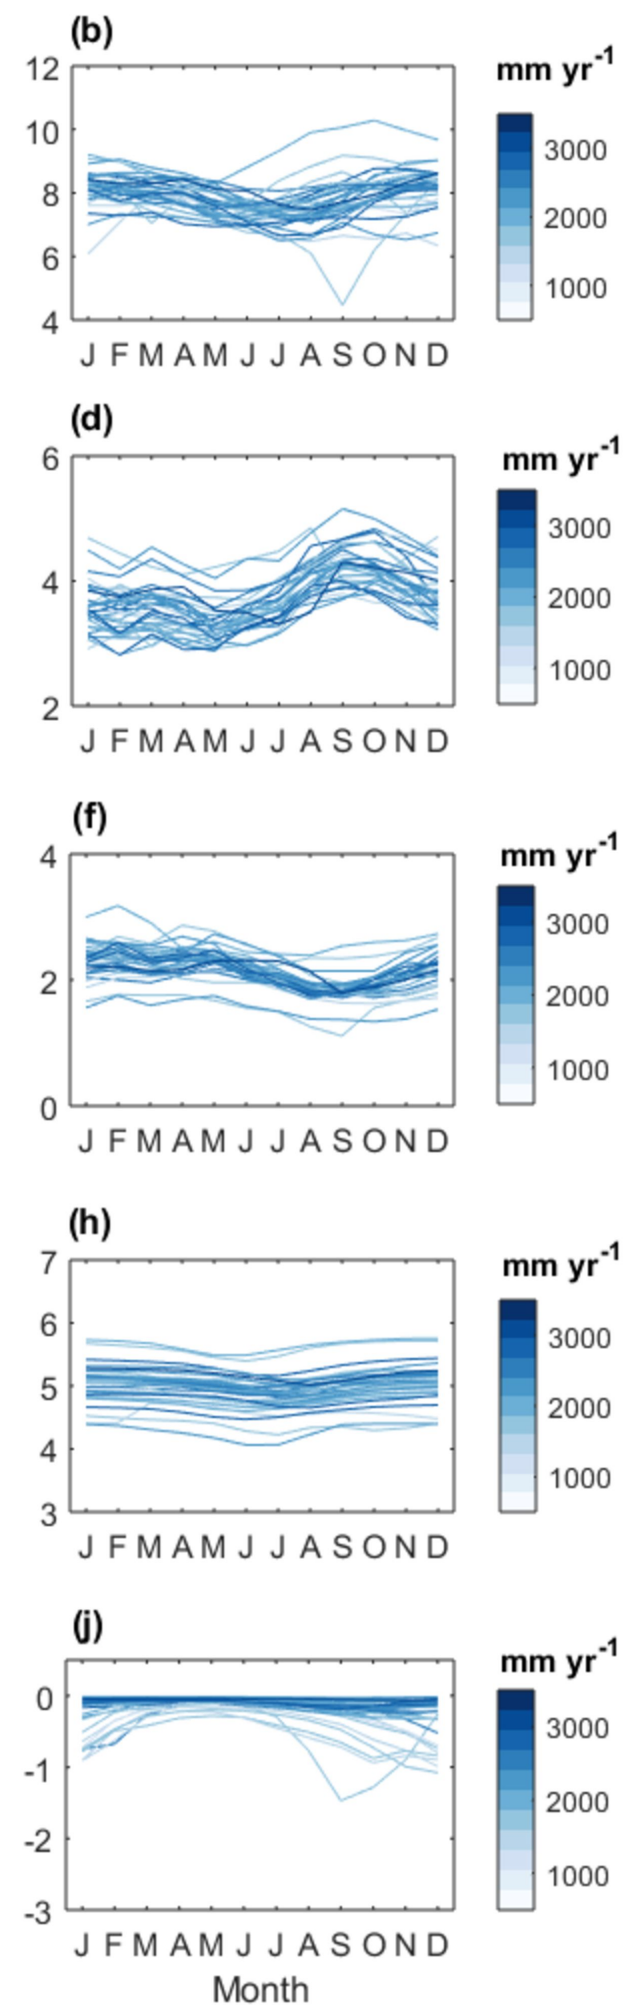 (b)
mm yr-1
12
10
8
6
4
3000
2000
1000
J F M A M J J A S O N D
(d)
mm yr-1
6
4
2
3000
2000
1000
J F M A M J J A S O N D
(f)
mm yr-1
4
2
0
3000
2000
1000
J F M A M J J A S O N D
(h)
mm yr-1
7
6
5
4
3
3000
2000
1000
J F M A M J J A S O N D
(j)
mm yr-1
0
-1
-2
-3
3000
2000
1000
J F M A M J J A S O N D
Month